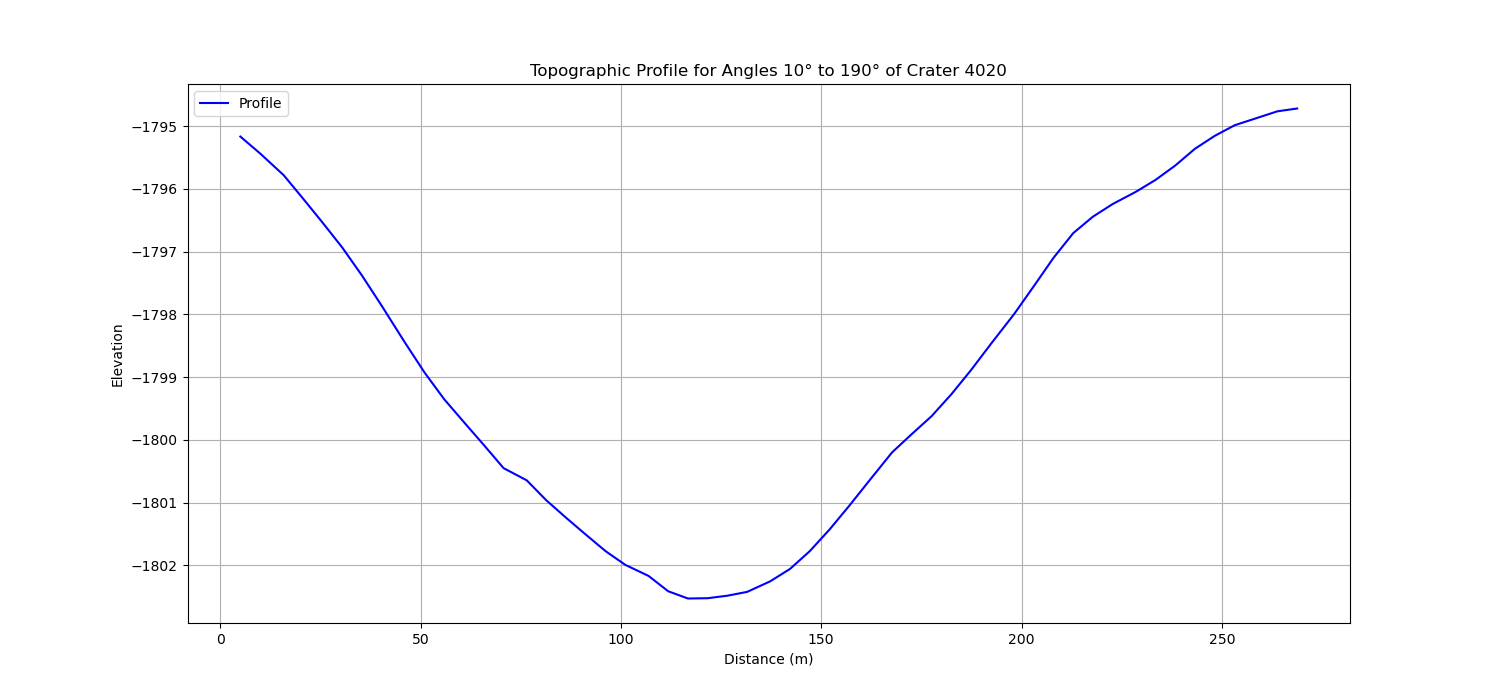 Topographic Profile for Angles 10° to 190° of Crater 4020
Profile
−1795
−1796
−1797
−1798
−1799
−1800
−1801
−1802
Elevation
0 50 100 150 200 250
Distance (m)